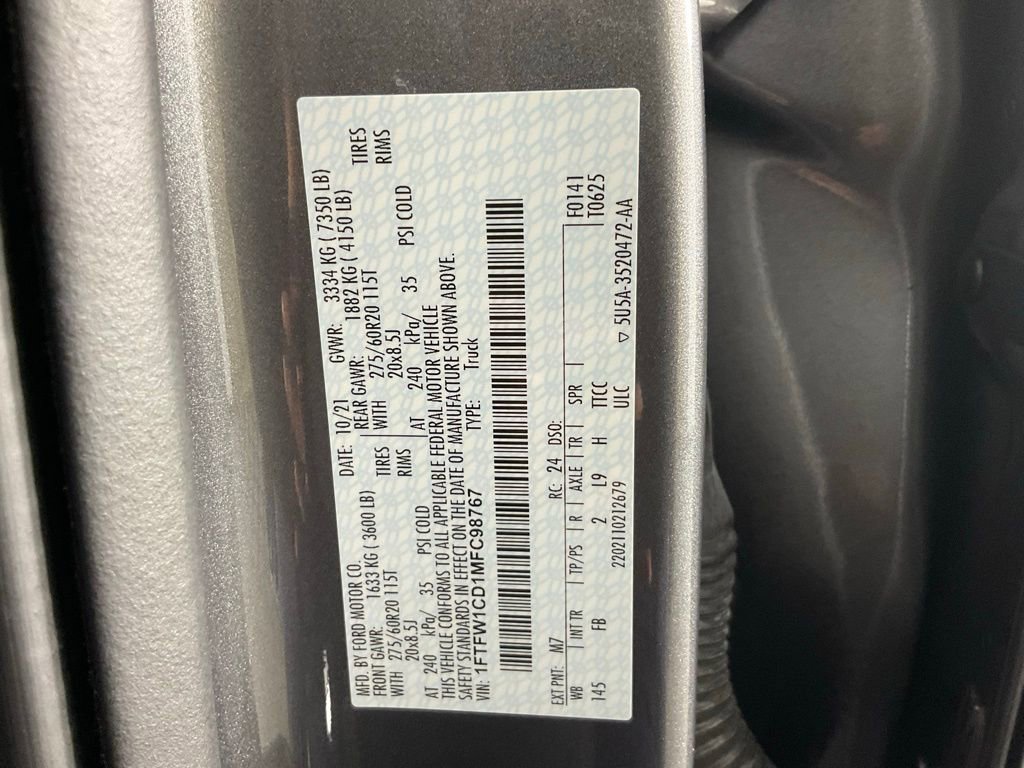 MFD. BY FORD MOTOR CO.
DATE: 10/21 GVWR: 3334 KG ( 7350 LB)
FRONT GAWR: 1633 KG ( 3600 LB) REAR GAWR: 1882 KG ( 4150 LB)
WITH 275/60R20 115T TIRES WITH 275/60R20 115T TIRES
20x8.5J RIMS 20x8.5J RIMS
AT 240 kPa/ 35 PSI COLD AT 240 kPa/ 35 PSI COLD
THIS VEHICLE CONFORMS TO ALL APPLICABLE FEDERAL MOTOR VEHICLE
SAFETY STANDARDS IN EFFECT ON THE DATE OF MANUFACTURE SHOWN ABOVE.
VIN: 1FTFW1CD1MFC98767 TYPE: Truck
EXT PNT: M7 RC: 24 DSO: F0141
WB INT TR TP/PS R AXLE TR SPR T0625
145 FB 2 L9 H TTCC
2202110212679 ULC ▽ 5U5A-3520472-AA